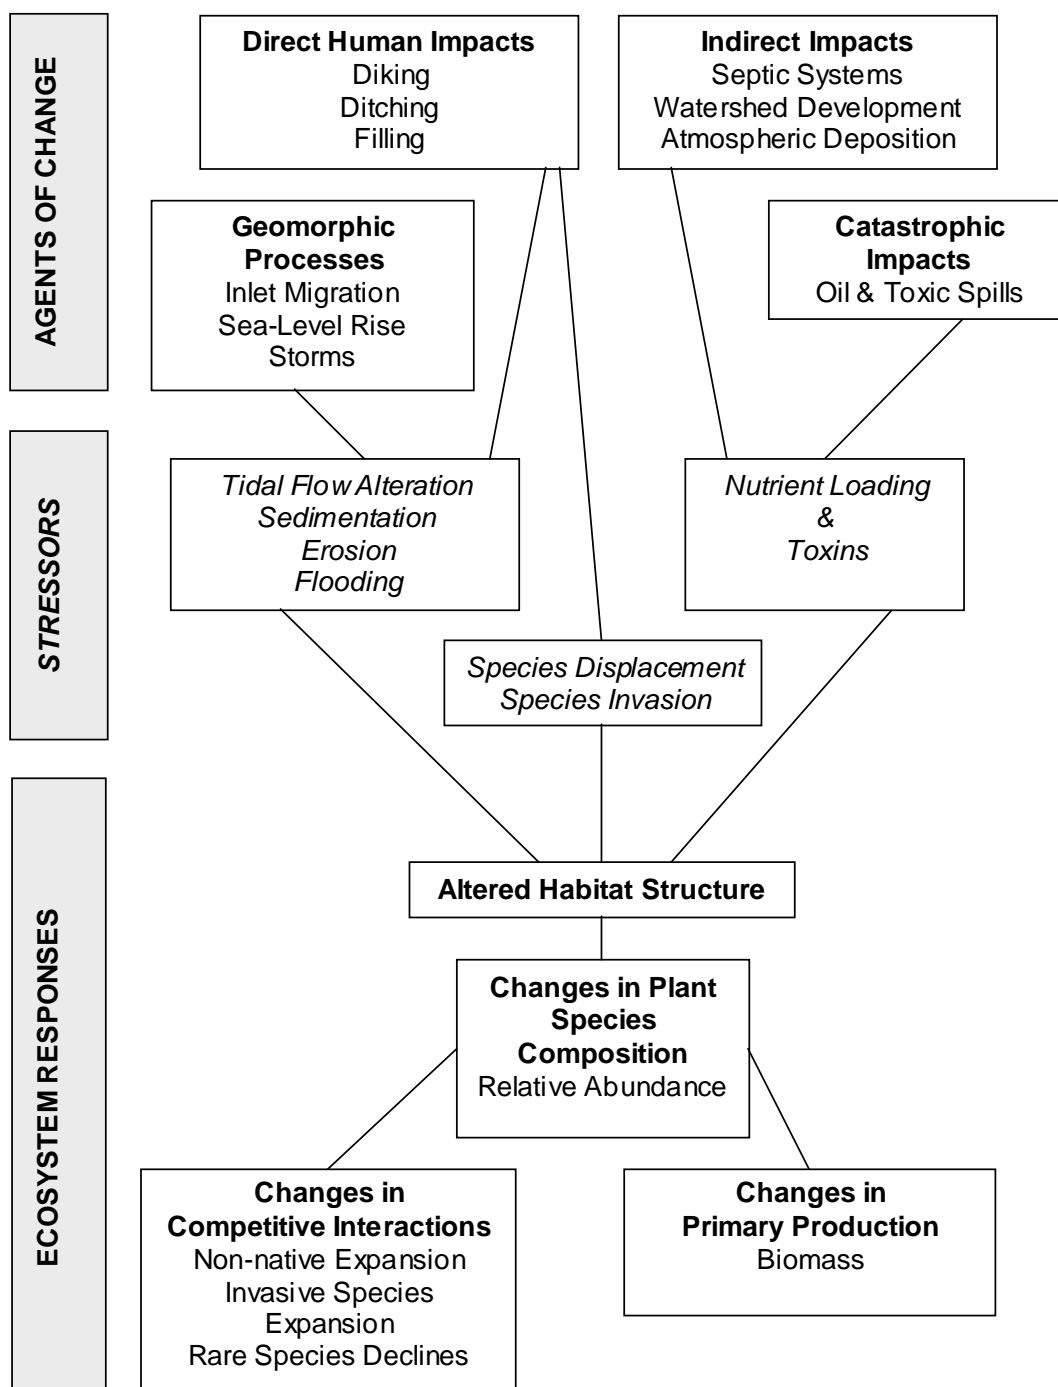 AGENTS OF CHANGE
Direct Human Impacts
Diking
Ditching
Filling
Indirect Impacts
Septic Systems
Watershed Development
Atmospheric Deposition
Geomorphic
Processes
Inlet Migration
Sea-Level Rise
Storms
Catastrophic
Impacts
Oil & Toxic Spills
STRESSORS
Tidal Flow Alteration
Sedimentation
Erosion
Flooding
Nutrient Loading
&
Toxins
Species Displacement
Species Invasion
ECOSYSTEM RESPONSES
Altered Habitat Structure
Changes in Plant
Species
Composition
Relative Abundance
Changes in
Competitive Interactions
Non-native Expansion
Invasive Species
Expansion
Rare Species Declines
Changes in
Primary Production
Biomass